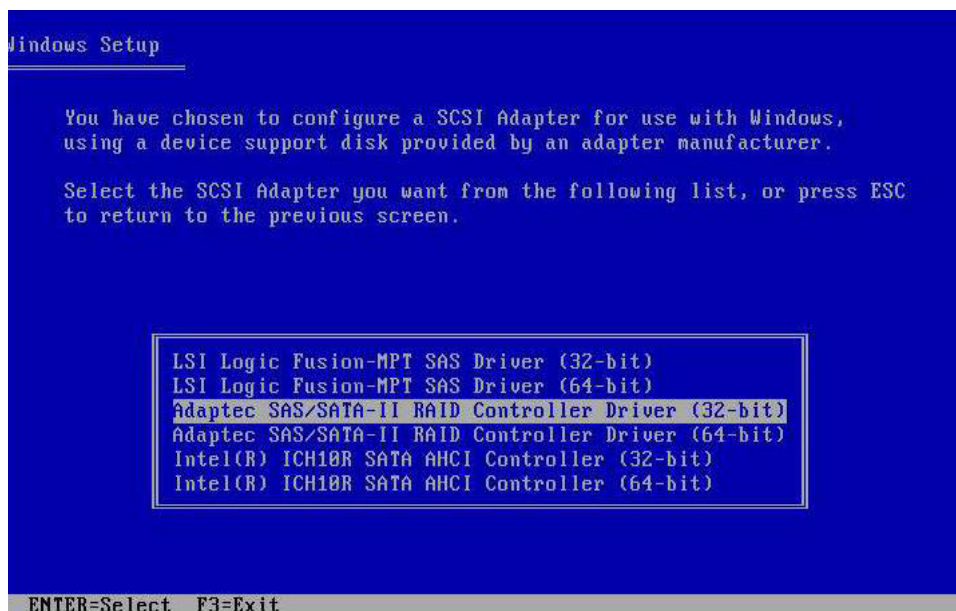 Windows Setup
You have chosen to configure a SCSI Adapter for use with Windows,
using a device support disk provided by an adapter manufacturer.
Select the SCSI Adapter you want from the following list, or press ESC
to return to the previous screen.
LSI Logic Fusion-MPT SAS Driver (32-bit)
LSI Logic Fusion-MPT SAS Driver (64-bit)
Adaptec SAS/SATA-II RAID Controller Driver (32-bit)
Adaptec SAS/SATA-II RAID Controller Driver (64-bit)
Intel(R) ICH10R SATA AHCI Controller (32-bit)
Intel(R) ICH10R SATA AHCI Controller (64-bit)
ENTER=Select F3=Exit